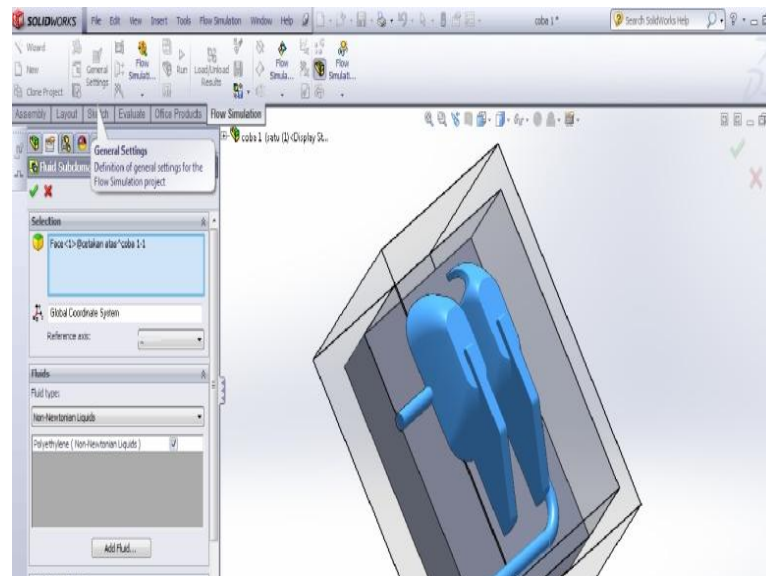 SOLIDWORKS File Edit View Insert Tools Flow Simulation Window Help coba 1 * Search SolidWorks Help
Wizard
New
Clone Project
General Settings
Flow Simulati...
Run
Load/Unload Results
Flow Simula...
Flow Simulati...
Assembly Layout Sketch Evaluate Office Products Flow Simulation
coba 1 (satu (1)<Display St...
General Settings
Definition of general settings for the
Flow Simulation project
Fluid Subdoma
Selection
Face<1>@cetakan atas^coba 1-1
Global Coordinate System
Reference axis:
Fluids
Fluid type:
Non-Newtonian Liquids
Polyethylene ( Non-Newtonian Liquids )
Add Fluid...